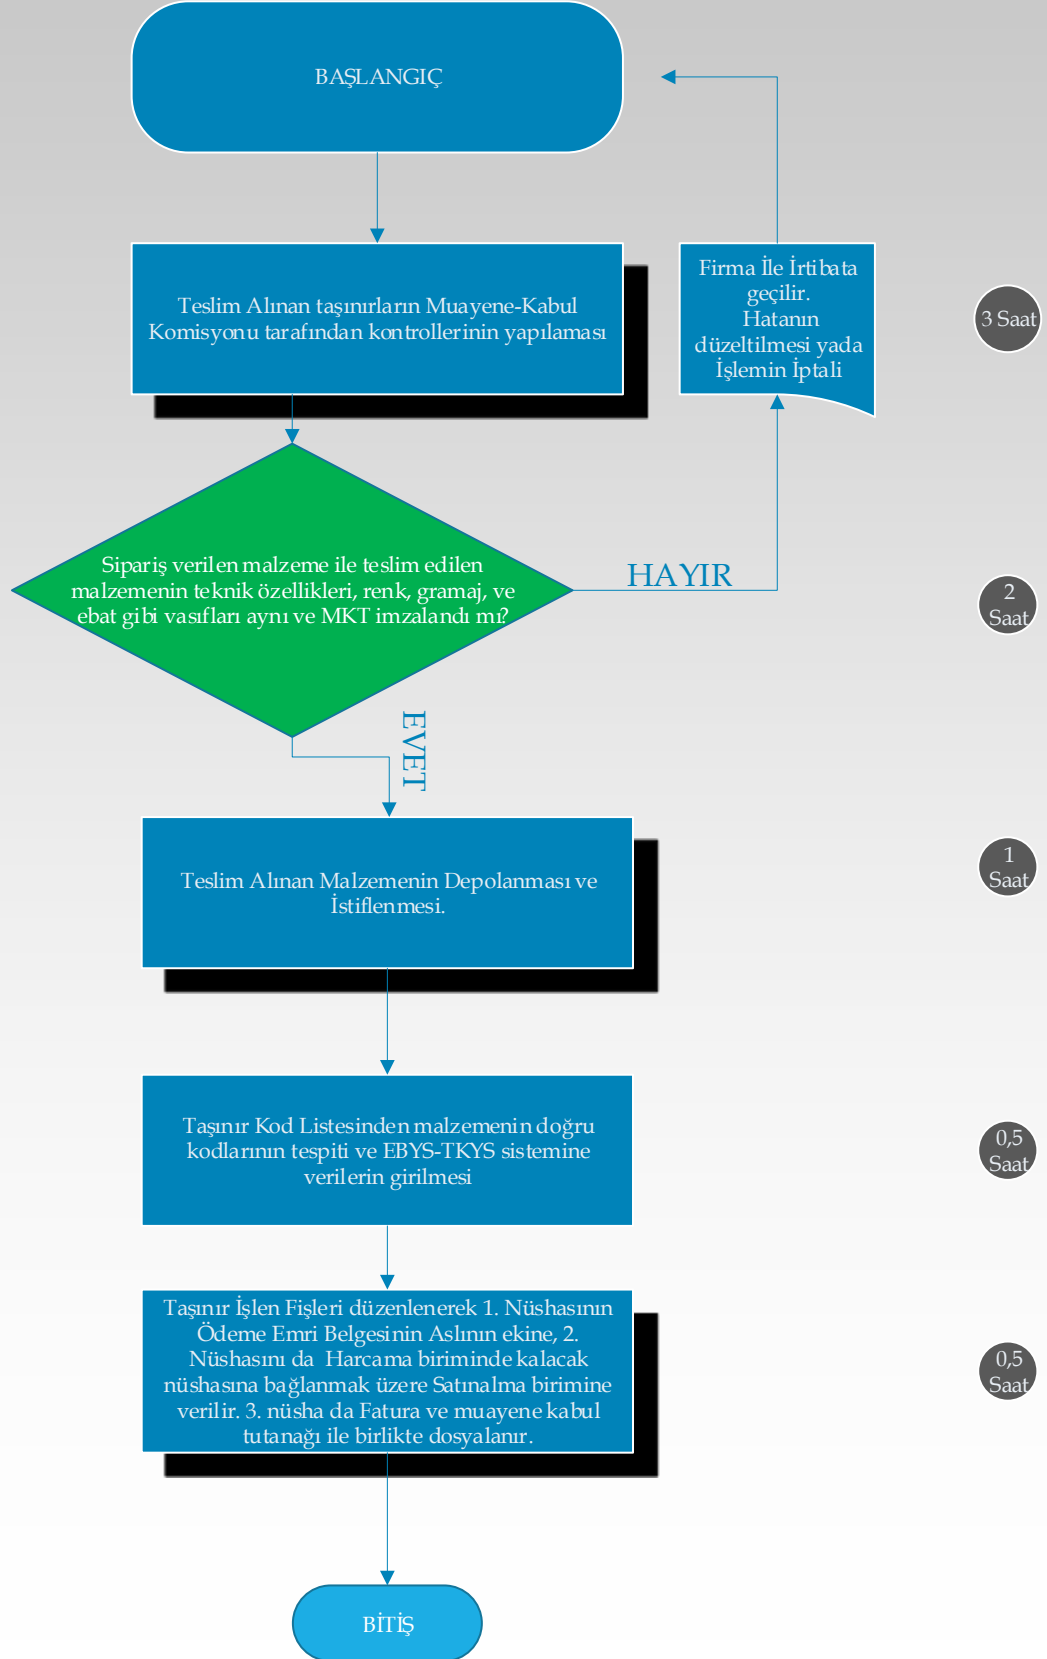 BAŞLANGIÇ
Teslim Alınan taşınırların Muayene-Kabul
Komisyonu tarafından kontrollerinin yapılaması
Firma İle İrtibata
geçilir.
Hatanın
düzeltilmesi yada
İşlemin İptali
3 Saat
Sipariş verilen malzeme ile teslim edilen
malzemenin teknik özellikleri, renk, gramaj, ve
ebat gibi vasıfları aynı ve MKT imzalandı mı?
HAYIR
2
Saat
EVET
Teslim Alınan Malzemenin Depolanması ve
İstiflenmesi.
1
Saat
Taşınır Kod Listesinden malzemenin doğru
kodlarının tespiti ve EBYS-TKYS sistemine
verilerin girilmesi
0,5
Saat
Taşınır İşlen Fişleri düzenlenerek 1. Nüshasının
Ödeme Emri Belgesinin Aslının ekine, 2.
Nüshasını da Harcama biriminde kalacak
nüshasına bağlanmak üzere Satınalma birimine
verilir. 3. nüsha da Fatura ve muayene kabul
tutanağı ile birlikte dosyalanır.
0,5
Saat
BİTİŞ